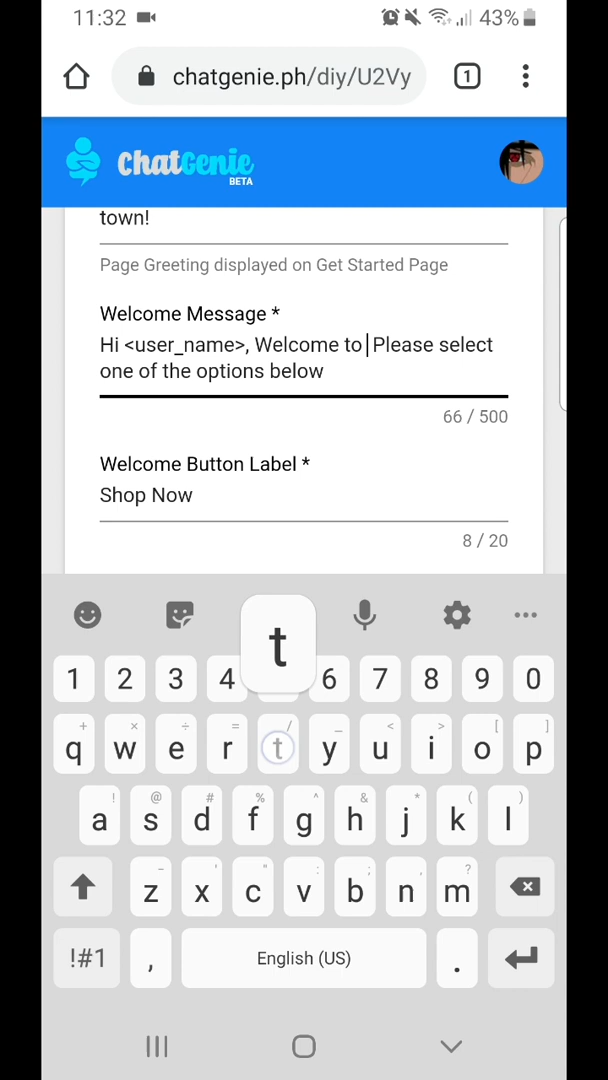 11:32 43%
chatgenie.ph/diy/U2Vy 1
ChatGenie
BETA
town!
Page Greeting displayed on Get Started Page
Welcome Message *
Hi <user_name>, Welcome to Please select
one of the options below
66 / 500
Welcome Button Label *
Shop Now
8 / 20
t
1 2 3 4 6 7 8 9 0
+ × ÷ = / _ < > [ ]
q w e r t y u i o p
! @ # % ^ & * ( )
a s d f g h j k l
- ' " : ; , ?
z x c v b n m
!#1 , English (US) .